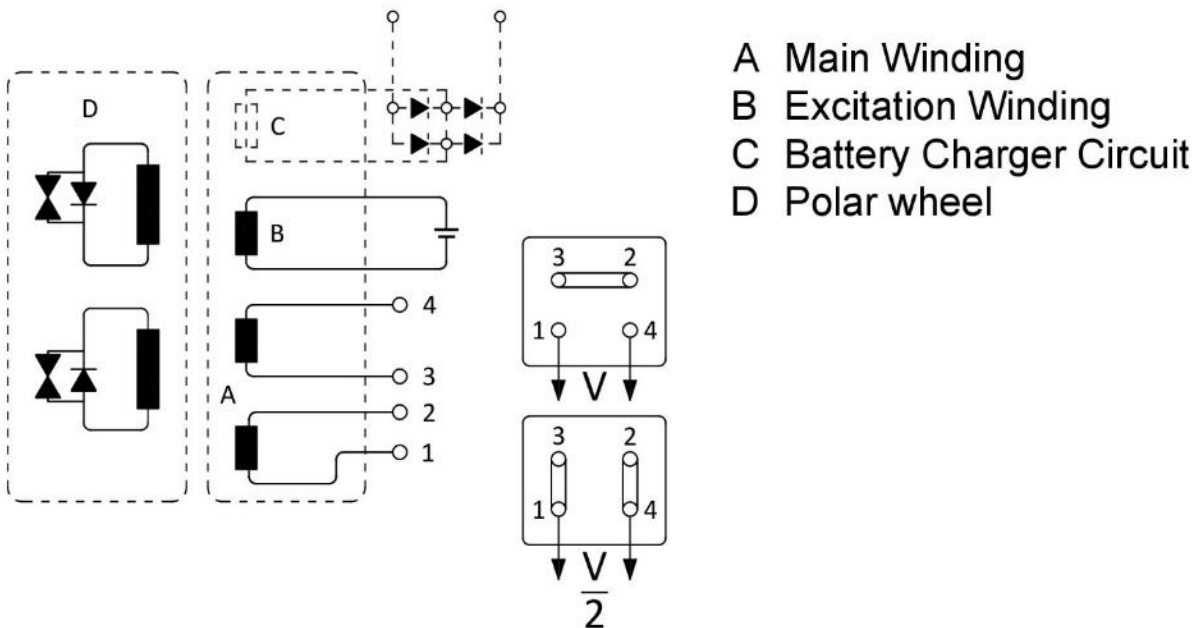 A Main Winding
B Excitation Winding
C Battery Charger Circuit
D Polar wheel
D
C
B
4
3
A
2
1
3 2
1 4
V
3 2
1 4
V
2